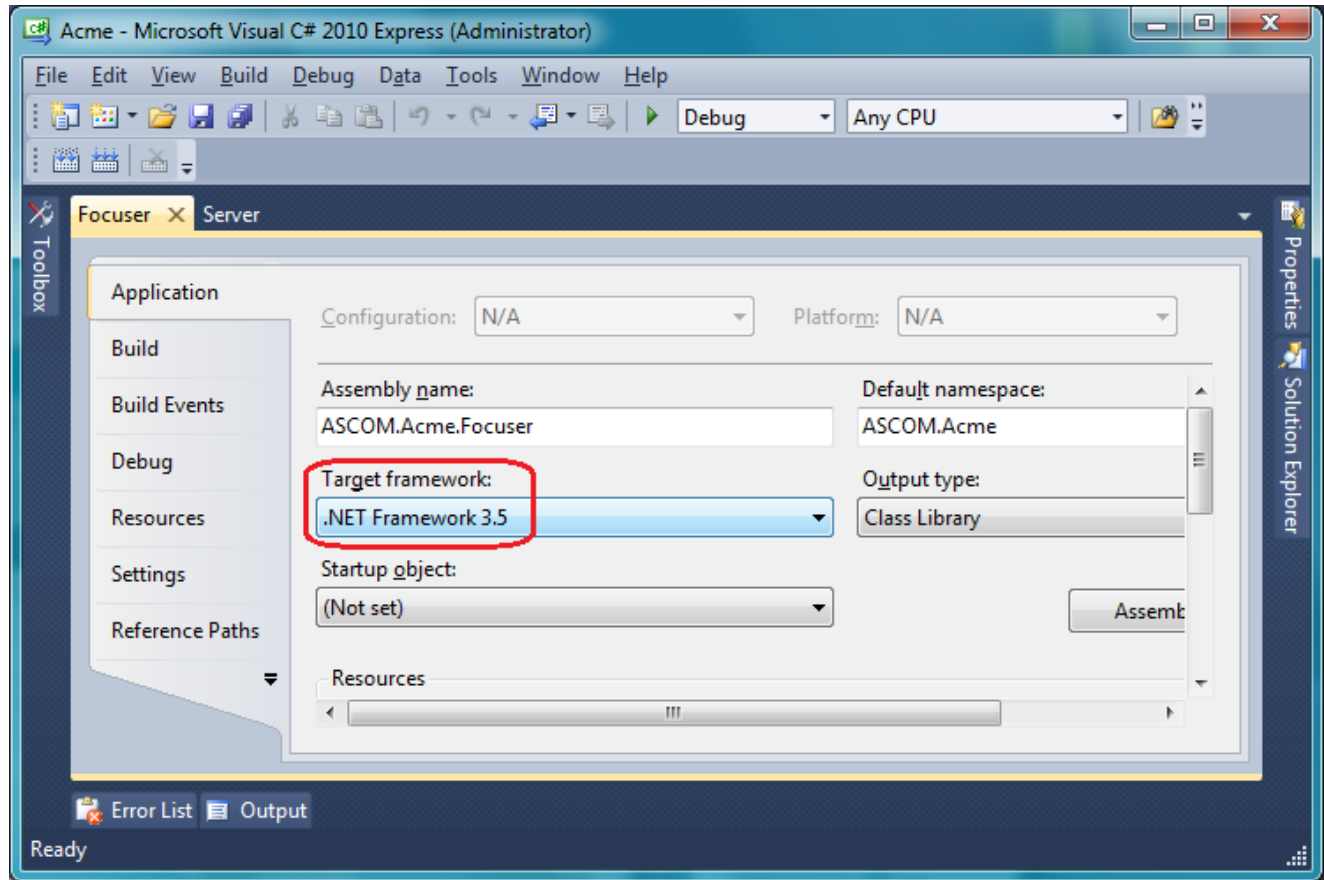 Acme - Microsoft Visual C# 2010 Express (Administrator)
File Edit View Build Debug Data Tools Window Help
Debug Any CPU
Toolbox
Focuser Server
Properties
Solution Explorer
Application
Build
Build Events
Debug
Resources
Settings
Reference Paths
Configuration: N/A Platform: N/A
Assembly name: Default namespace:
ASCOM.Acme.Focuser ASCOM.Acme
Target framework: Output type:
.NET Framework 3.5 Class Library
Startup object:
(Not set) Assemb
Resources
Error List Output
Ready